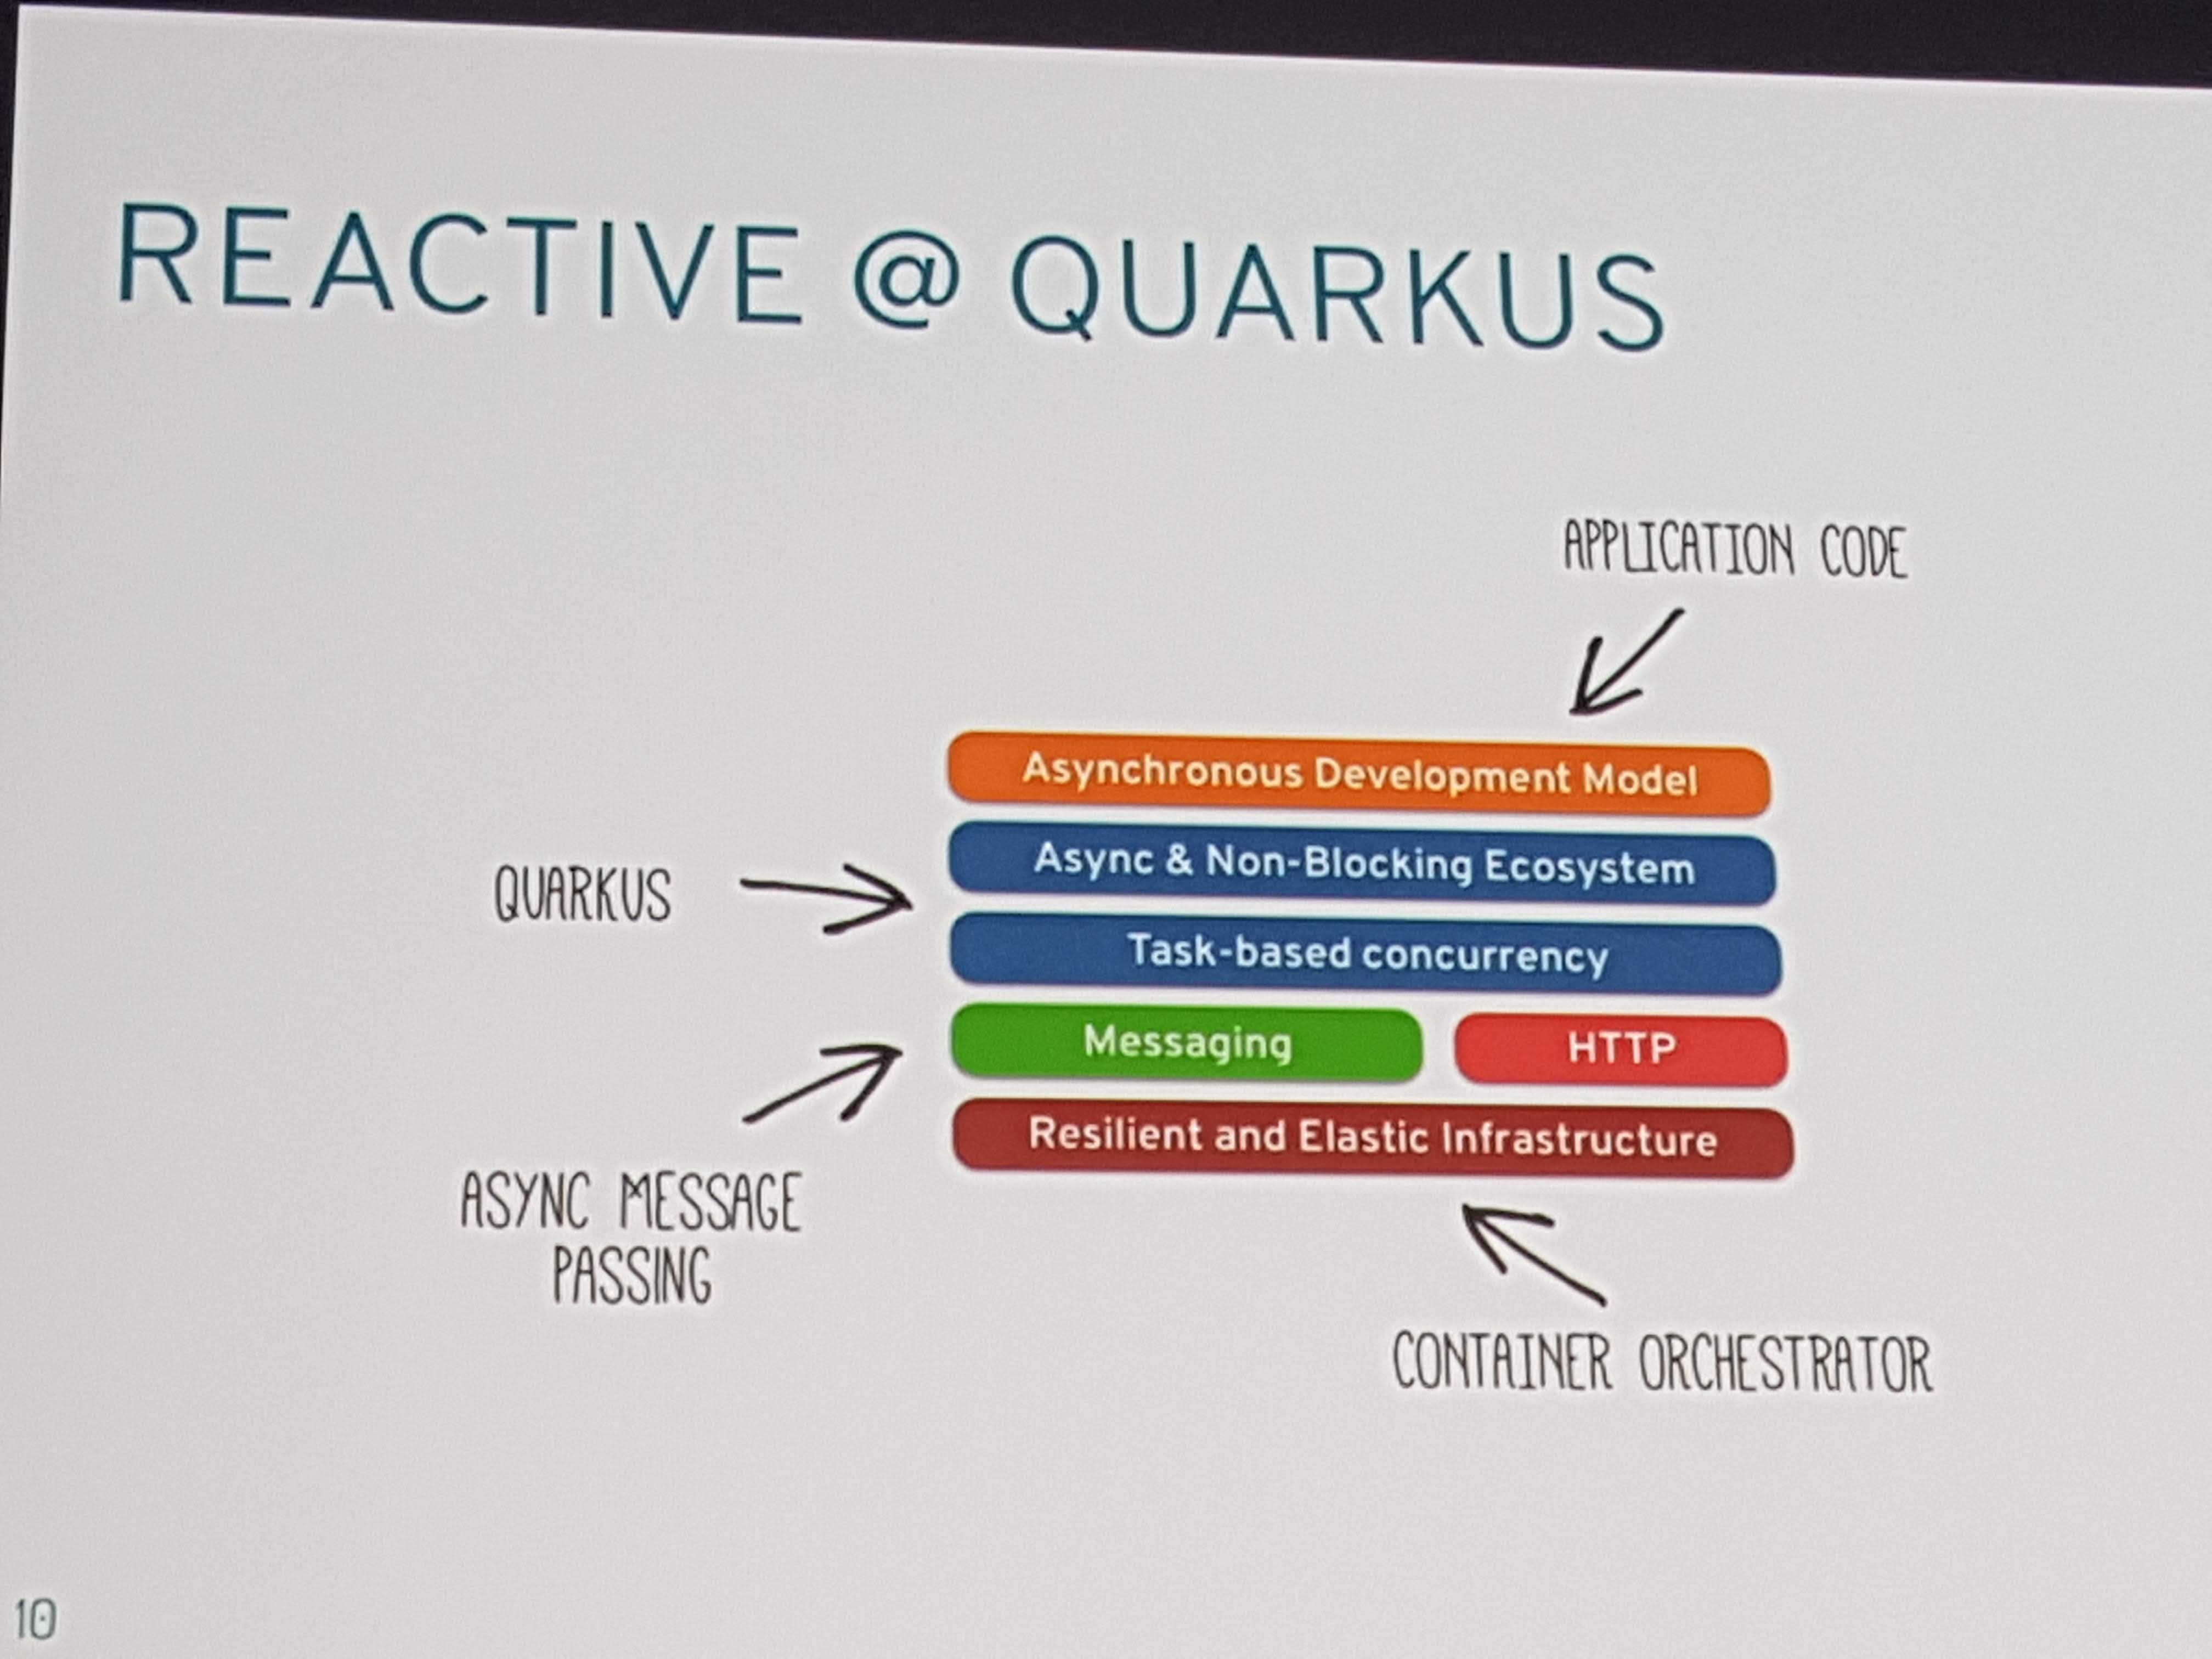 REACTIVE @ QUARKUS
APPLICATION CODE
Asynchronous Development Model
QUARKUS
Async & Non-Blocking Ecosystem
Task-based concurrency
Messaging
HTTP
ASYNC MESSAGE
PASSING
Resilient and Elastic Infrastructure
CONTAINER ORCHESTRATOR
10